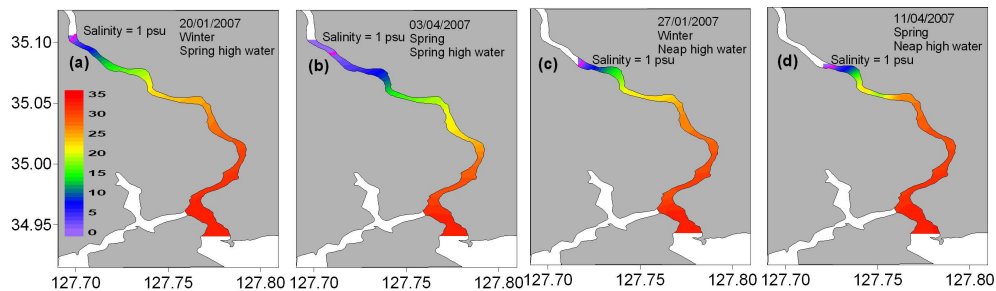 20/01/2007
Winter
Spring high water
Salinity = 1 psu
(a)
35
30
25
20
15
10
5
0
35.10
35.05
35.00
34.95
127.70 127.75 127.80
03/04/2007
Spring
Spring high water
Salinity = 1 psu
(b)
127.70 127.75 127.80
27/01/2007
Winter
Neap high water
Salinity = 1 psu
(c)
127.70 127.75 127.80
11/04/2007
Spring
Neap high water
Salinity = 1 psu
(d)
127.70 127.75 127.80